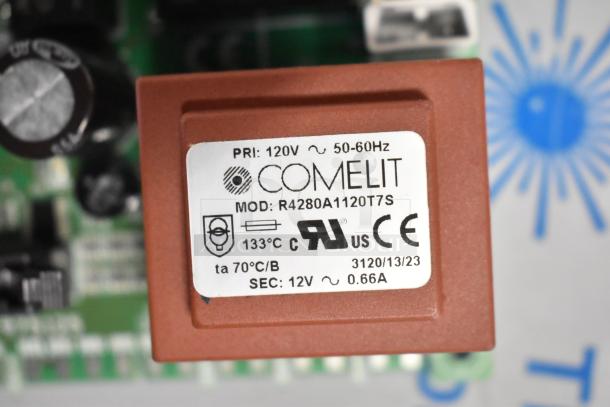 PRI: 120V ~ 50-60Hz
COMELIT
MOD: R4280A1120T7S
133°C c RU US CE
ta 70°C/B 3120/13/23
SEC: 12V ~ 0.66A